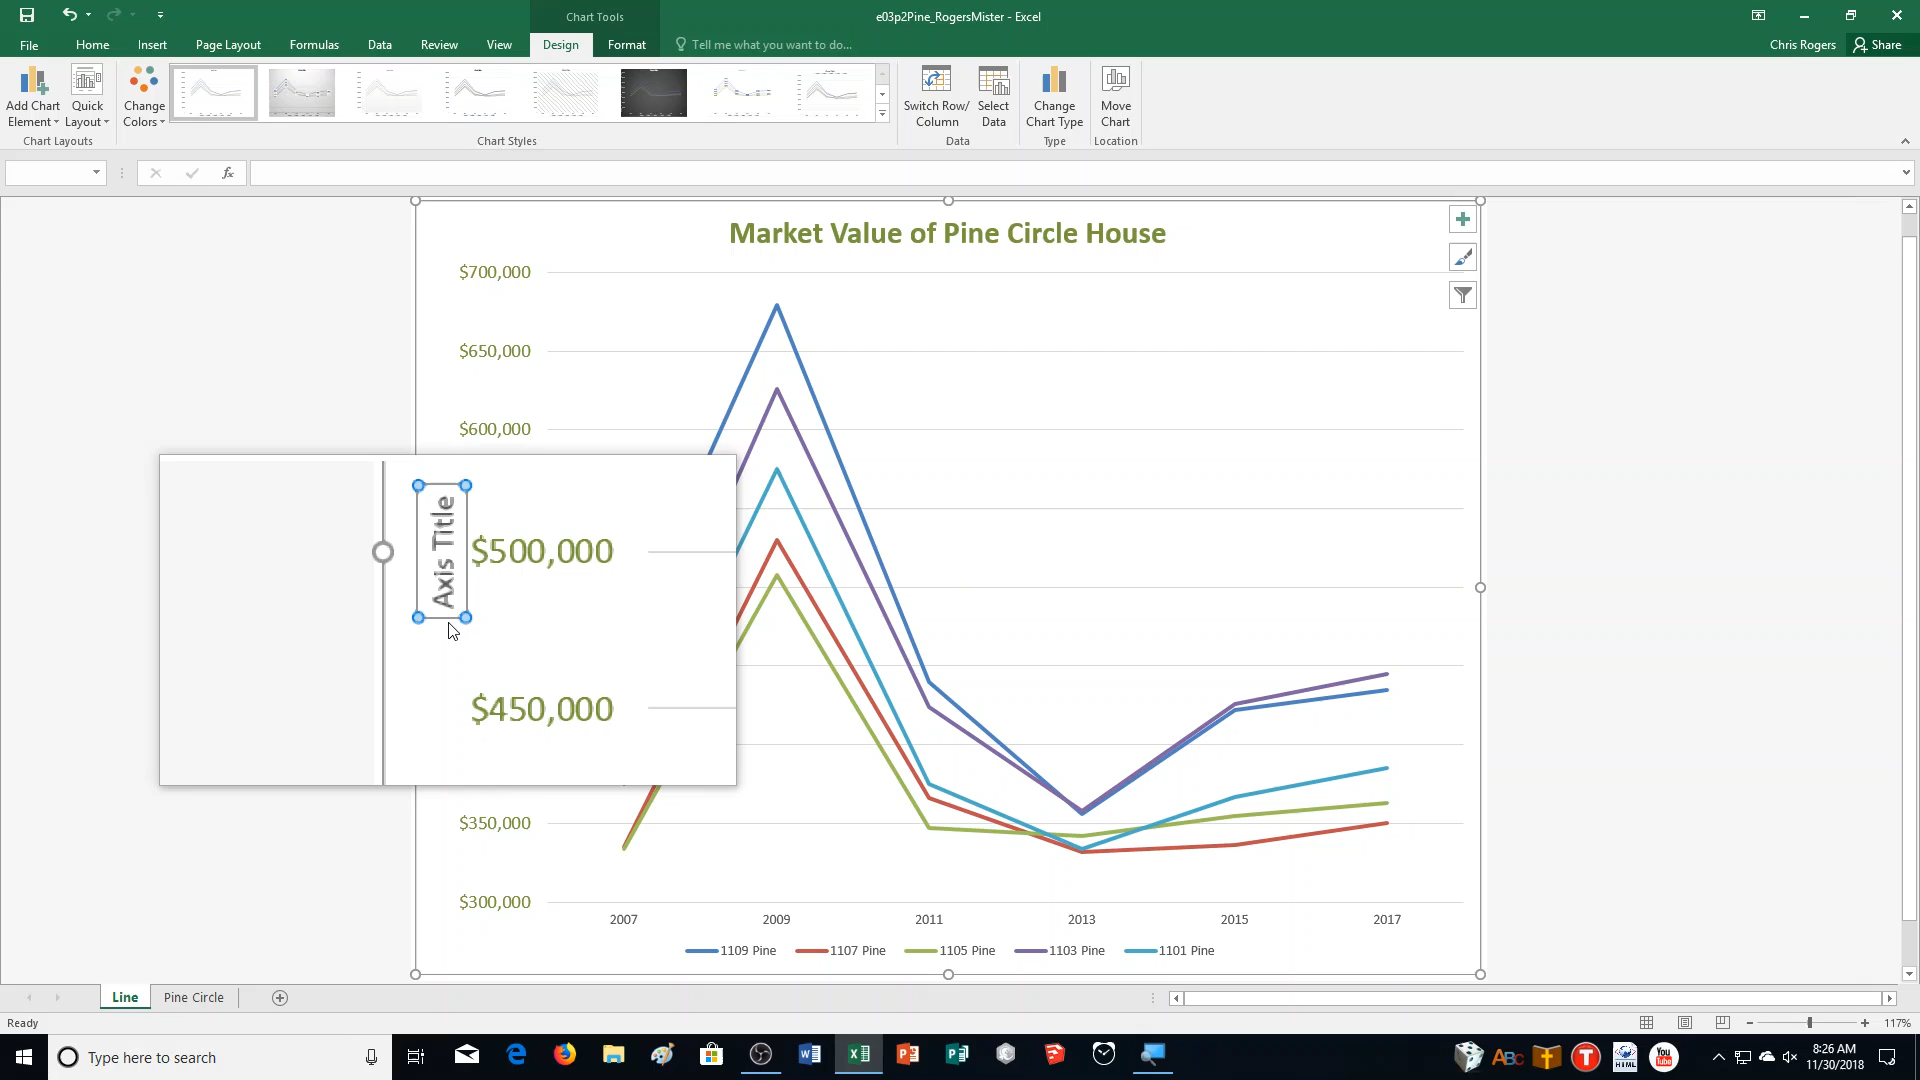 Chart Tools
e03p2Pine_RogersMister - Excel
File Home Insert Page Layout Formulas Data Review View Design Format Tell me what you want to do... Chris Rogers Share
Add Chart Element
Quick Layout
Change Colors
Switch Row/ Column
Select Data
Change Chart Type
Move Chart
Chart Layouts
Chart Styles
Data
Type
Location
fx
Market Value of Pine Circle House
$700,000
$650,000
$600,000
Axis Title
$500,000
$450,000
$350,000
$300,000
2007 2009 2011 2013 2015 2017
1109 Pine 1107 Pine 1105 Pine 1103 Pine 1101 Pine
Line Pine Circle
Ready
117%
Type here to search
8:26 AM
11/30/2018